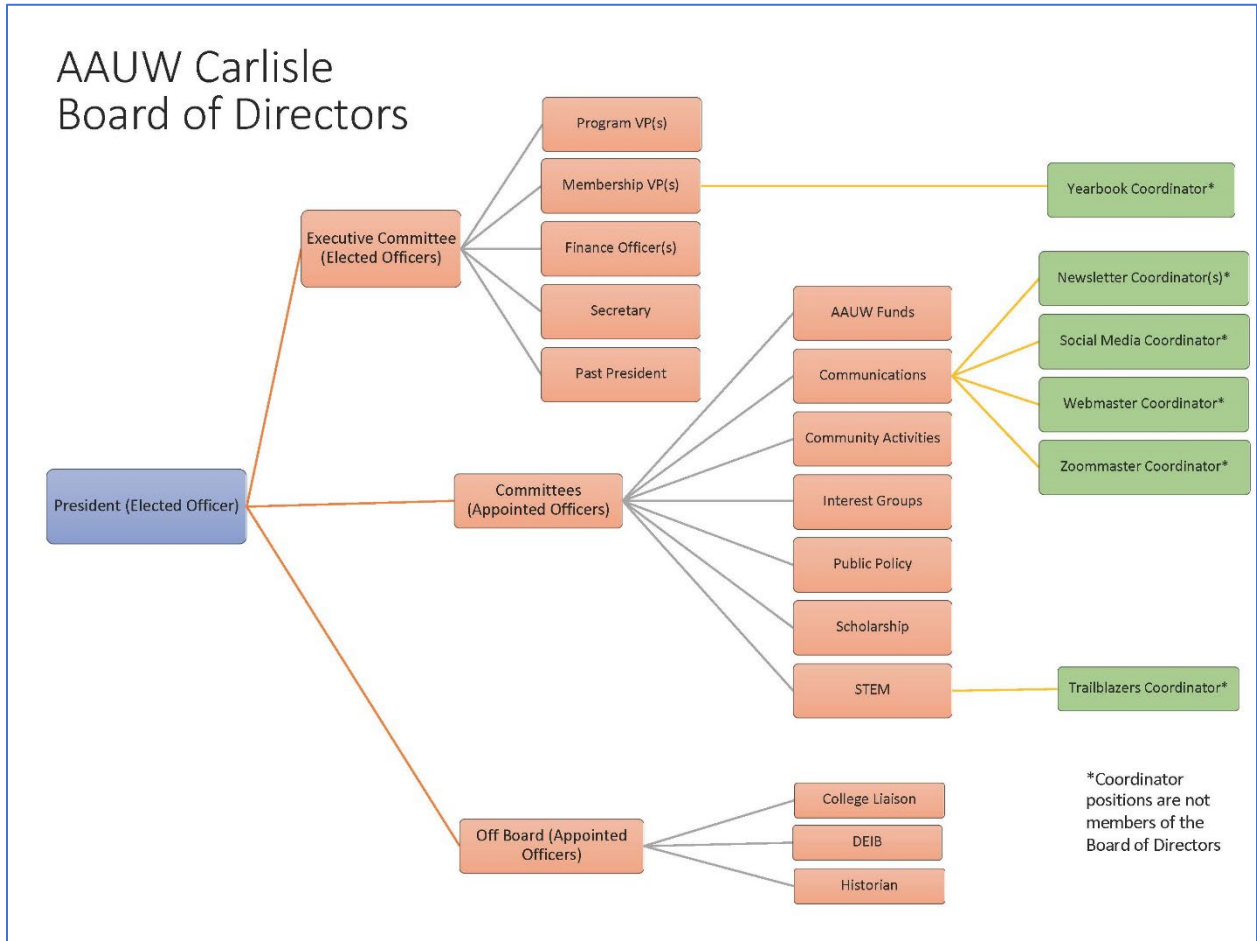 AAUW Carlisle
Board of Directors
Program VP(s)
Membership VP(s)
Yearbook Coordinator*
Executive Committee
(Elected Officers)
Finance Officer(s)
Secretary
Past President
AAUW Funds
Newsletter Coordinator(s)*
Communications
Social Media Coordinator*
Webmaster Coordinator*
Zoommaster Coordinator*
Community Activities
President (Elected Officer)
Committees
(Appointed Officers)
Interest Groups
Public Policy
Scholarship
STEM
Trailblazers Coordinator*
Off Board (Appointed
Officers)
College Liaison
DEIB
Historian
*Coordinator
positions are not
members of the
Board of Directors